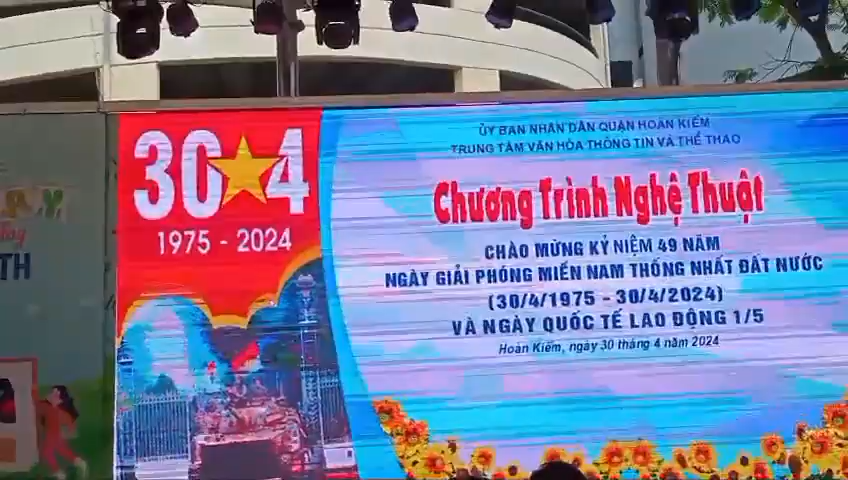 30 4
1975 - 2024
ỦY BAN NHÂN DÂN QUẬN HOÀN KIẾM
TRUNG TÂM VĂN HÓA THÔNG TIN VÀ THỂ THAO
Chương Trình Nghệ Thuật
CHÀO MỪNG KỶ NIỆM 49 NĂM
NGÀY GIẢI PHÓNG MIỀN NAM THỐNG NHẤT ĐẤT NƯỚC
(30/4/1975 - 30/4/2024)
VÀ NGÀY QUỐC TẾ LAO ĐỘNG 1/5
Hoàn Kiếm, ngày 30 tháng 4 năm 2024